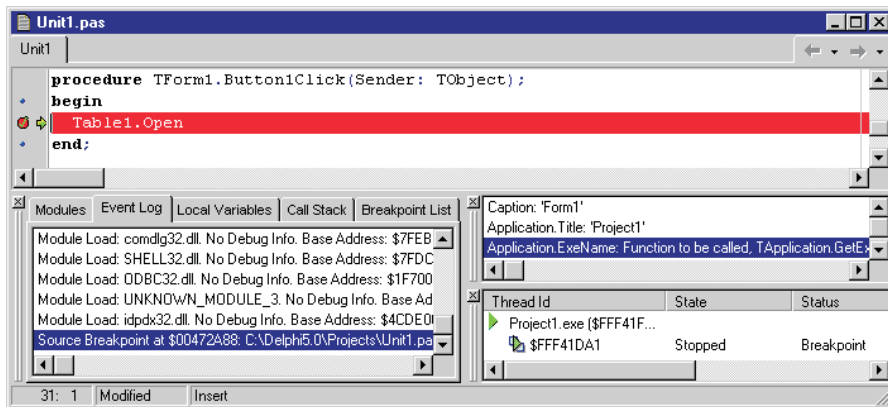 Unit1.pas
Unit1
procedure TForm1.Button1Click(Sender: TObject);
begin
Table1.Open
end;
Modules Event Log Local Variables Call Stack Breakpoint List
Module Load: comdlg32.dll. No Debug Info. Base Address: $7FEB
Module Load: SHELL32.dll. No Debug Info. Base Address: $7FDC
Module Load: ODBC32.dll. No Debug Info. Base Address: $1F700
Module Load: UNKNOWN_MODULE_3. No Debug Info. Base Ad
Module Load: idpdx32.dll. No Debug Info. Base Address: $4CDE0
Source Breakpoint at $00472A88: C:\Delphi5.0\Projects\Unit1.pa
Caption: 'Form1'
Application.Title: 'Project1'
Application.ExeName: Function to be called, TApplication.GetEx
Thread Id State Status
Project1.exe ($FFF41F...
$FFF41DA1 Stopped Breakpoint
31: 1 Modified Insert